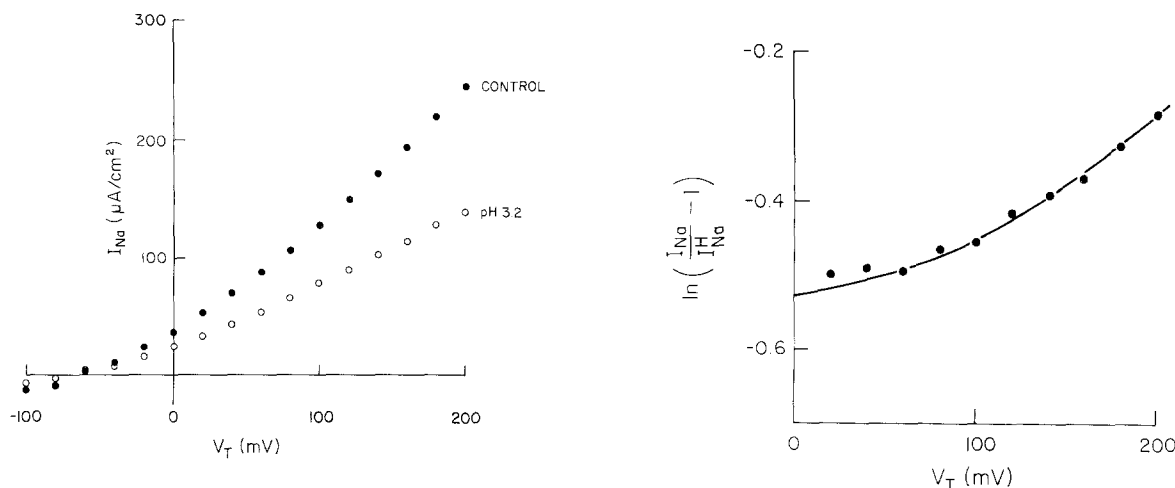 300
200
100
I_Na (μA/cm²)
CONTROL
pH 3.2
-100
0
100
200
V_T (mV)
-0.2
-0.4
-0.6
ln (I_Na / I^H_Na − 1)
0
100
200
V_T (mV)